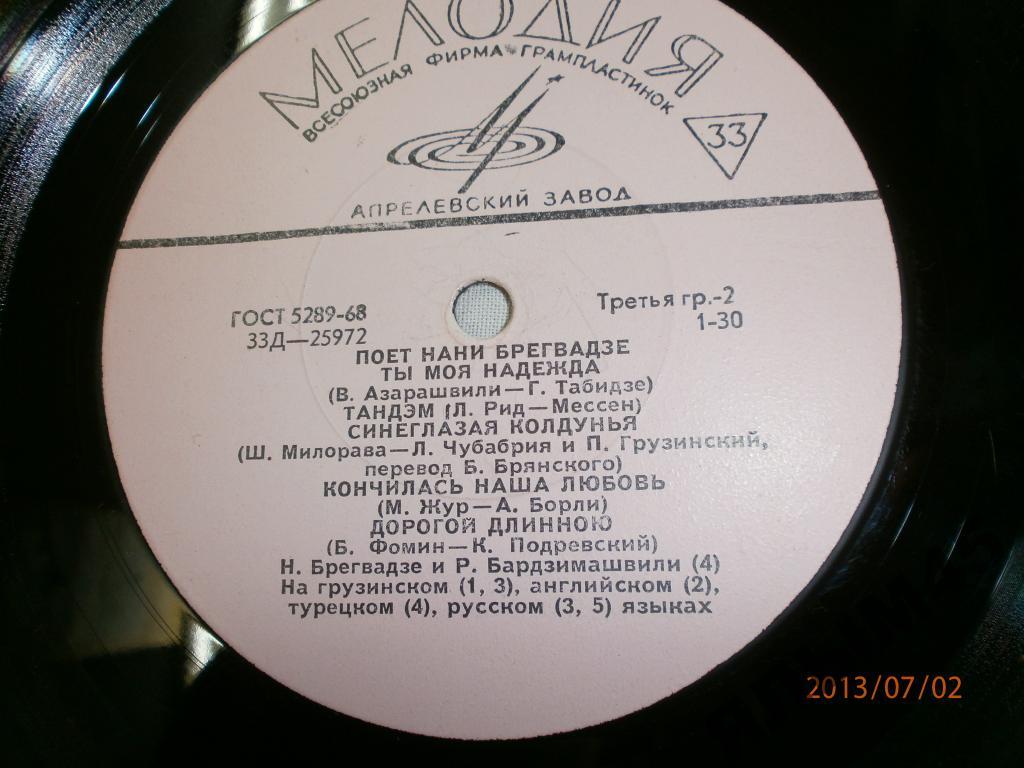 МЕЛОДИЯ
ВСЕСОЮЗНАЯ ФИРМА ГРАМПЛАСТИНОК
33
АПРЕЛЕВСКИЙ ЗАВОД
ГОСТ 5289-68
Третья гр.-2
33Д—25972
1-30
ПОЕТ НАНИ БРЕГВАДЗЕ
ТЫ МОЯ НАДЕЖДА
(В. Азарашвили—Г. Табидзе)
ТАНДЭМ (Л. Рид—Мессен)
СИНЕГЛАЗАЯ КОЛДУНЬЯ
(Ш. Милорава—Л. Чубабрия и П. Грузинский,
перевод Б. Брянского)
КОНЧИЛАСЬ НАША ЛЮБОВЬ
(М. Жур—А. Борли)
ДОРОГОЙ ДЛИННОЮ
(Б. Фомин—К. Подревский)
Н. Брегвадзе и Р. Бардзимашвили (4)
На грузинском (1, 3), английском (2),
турецком (4), русском (3, 5) языках
2013/07/02